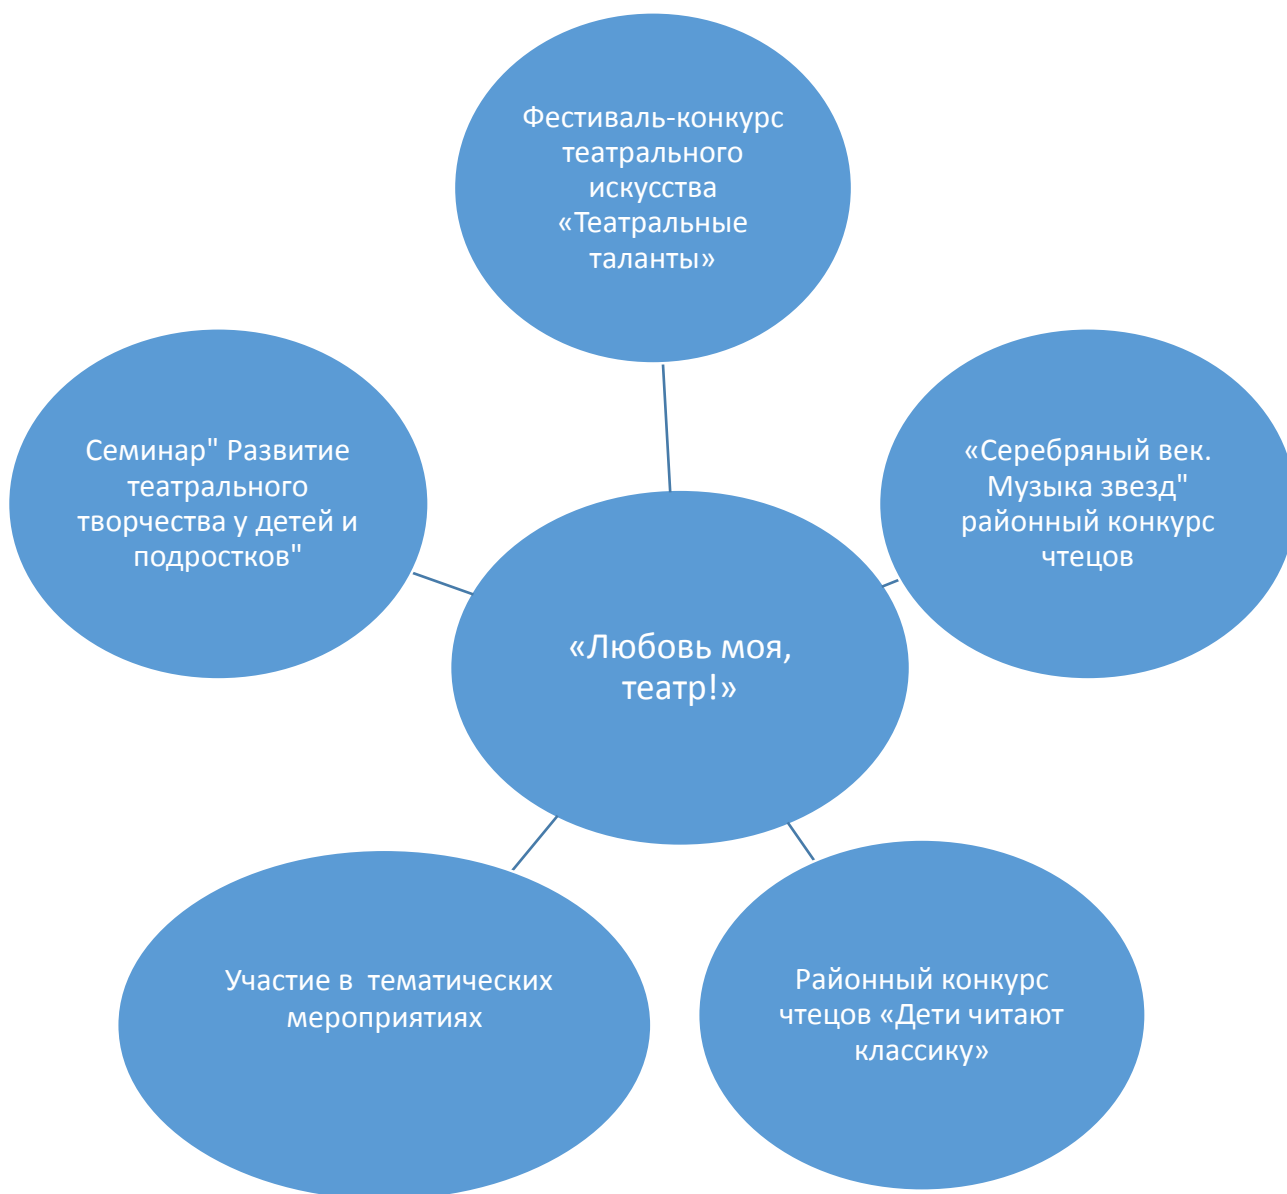 Фестиваль-конкурс
театрального
искусства
«Театральные
таланты»
Семинар" Развитие
театрального
творчества у детей и
подростков"
«Серебряный век.
Музыка звезд"
районный конкурс
чтецов
«Любовь моя,
театр!»
Участие в  тематических
мероприятиях
Районный конкурс
чтецов «Дети читают
классику»